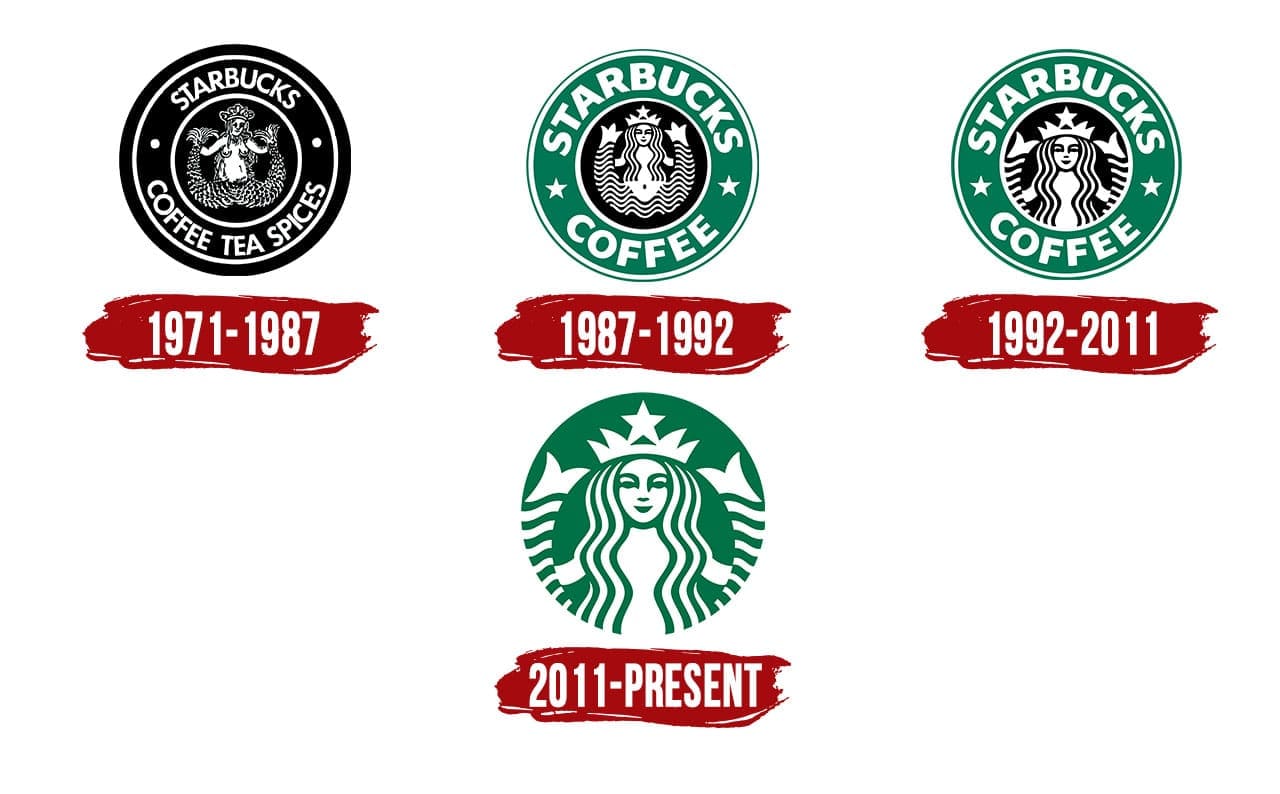 STARBUCKS
COFFEE TEA SPICES
1971-1987
STARBUCKS
COFFEE
1987-1992
STARBUCKS
COFFEE
1992-2011
2011-PRESENT